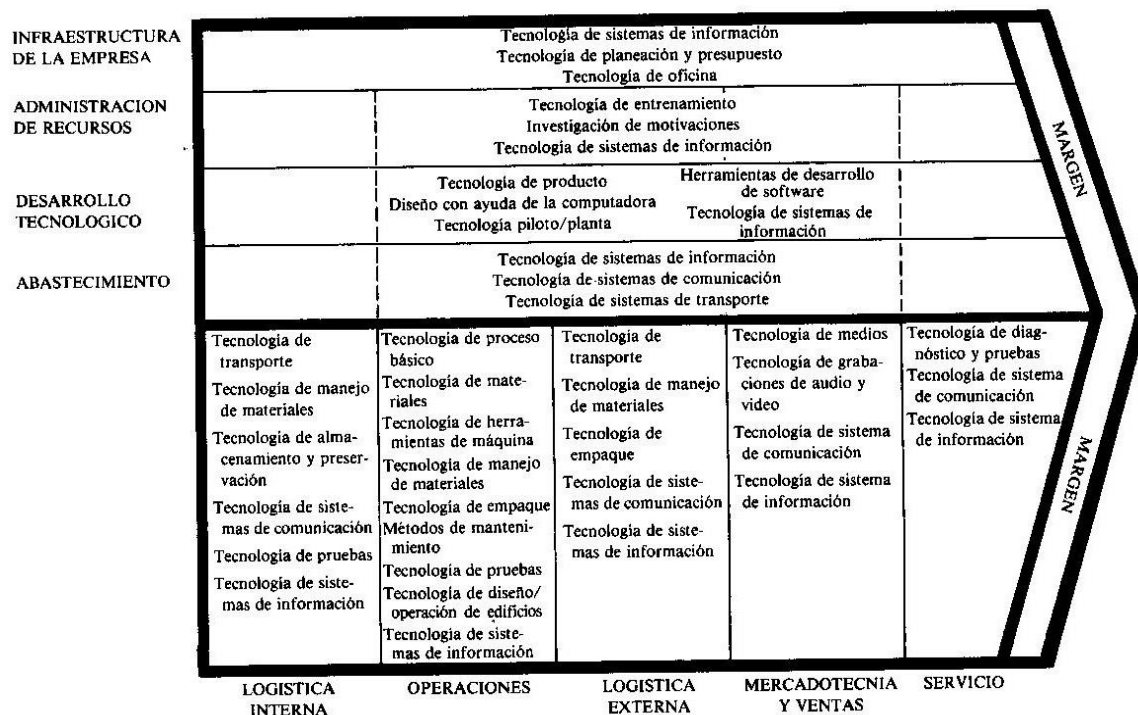 INFRAESTRUCTURA
DE LA EMPRESA
Tecnología de sistemas de información
Tecnología de planeación y presupuesto
Tecnología de oficina
ADMINISTRACION
DE RECURSOS
Tecnología de entrenamiento
Investigación de motivaciones
Tecnología de sistemas de información
DESARROLLO
TECNOLOGICO
Tecnología de producto
Diseño con ayuda de la computadora
Tecnología piloto/planta
Herramientas de desarrollo
de software
Tecnología de sistemas de
información
ABASTECIMIENTO
Tecnología de sistemas de información
Tecnología de sistemas de comunicación
Tecnología de sistemas de transporte
MARGEN
MARGEN
Tecnología de
transporte
Tecnología de manejo
de materiales
Tecnología de alma-
cenamiento y preser-
vación
Tecnología de siste-
mas de comunicación
Tecnología de pruebas
Tecnología de siste-
mas de información
LOGISTICA
INTERNA
Tecnología de proceso
básico
Tecnología de mate-
riales
Tecnología de herra-
mientas de máquina
Tecnología de manejo
de materiales
Tecnología de empaque
Métodos de manteni-
miento
Tecnología de pruebas
Tecnología de diseño/
operación de edificios
Tecnología de siste-
mas de información
OPERACIONES
Tecnología de
transporte
Tecnología de manejo
de materiales
Tecnología de
empaque
Tecnología de siste-
mas de comunicación
Tecnología de siste-
mas de información
LOGISTICA
EXTERNA
Tecnología de medios
Tecnología de graba-
ciones de audio y
video
Tecnología de sistema
de comunicación
Tecnología de sistema
de información
MERCADOTECNIA
Y VENTAS
Tecnología de diag-
nóstico y pruebas
Tecnología de sistema
de comunicación
Tecnología de sistema
de información
SERVICIO